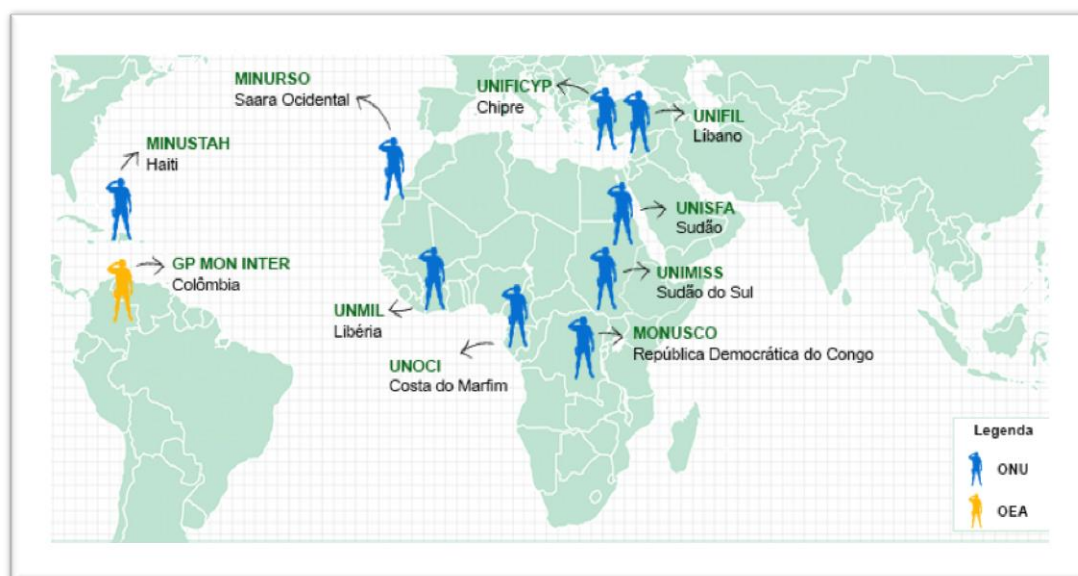 MINURSO
Saara Ocidental
UNIFICYP
Chipre
UNIFIL
Líbano
MINUSTAH
Haiti
UNISFA
Sudão
GP MON INTER
Colômbia
UNIMISS
Sudão do Sul
UNMIL
Libéria
MONUSCO
República Democrática do Congo
UNOCI
Costa do Marfim
Legenda
ONU
OEA